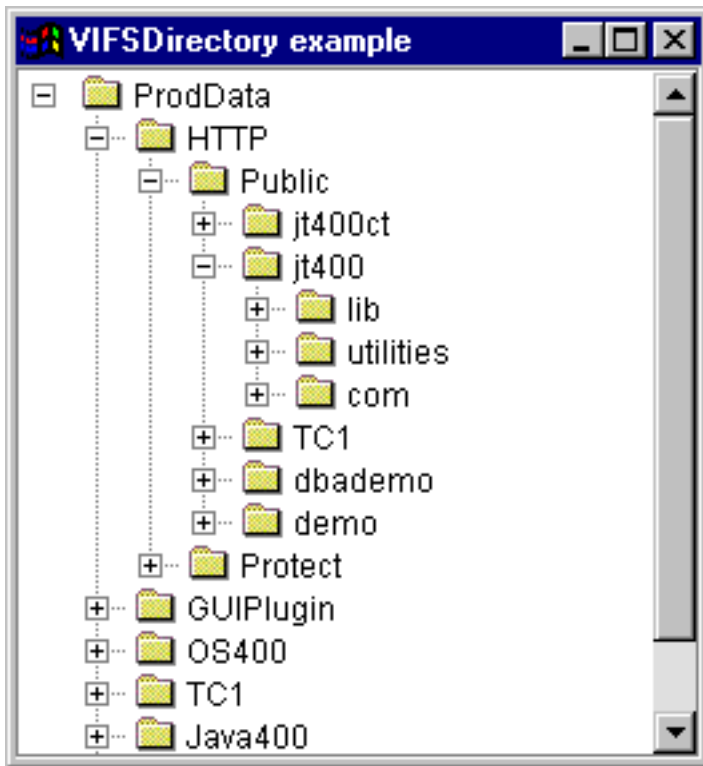 VIFSDirectory example
ProdData
HTTP
Public
jt400ct
jt400
lib
utilities
com
TC1
dbademo
demo
Protect
GUIPlugin
OS400
TC1
Java400